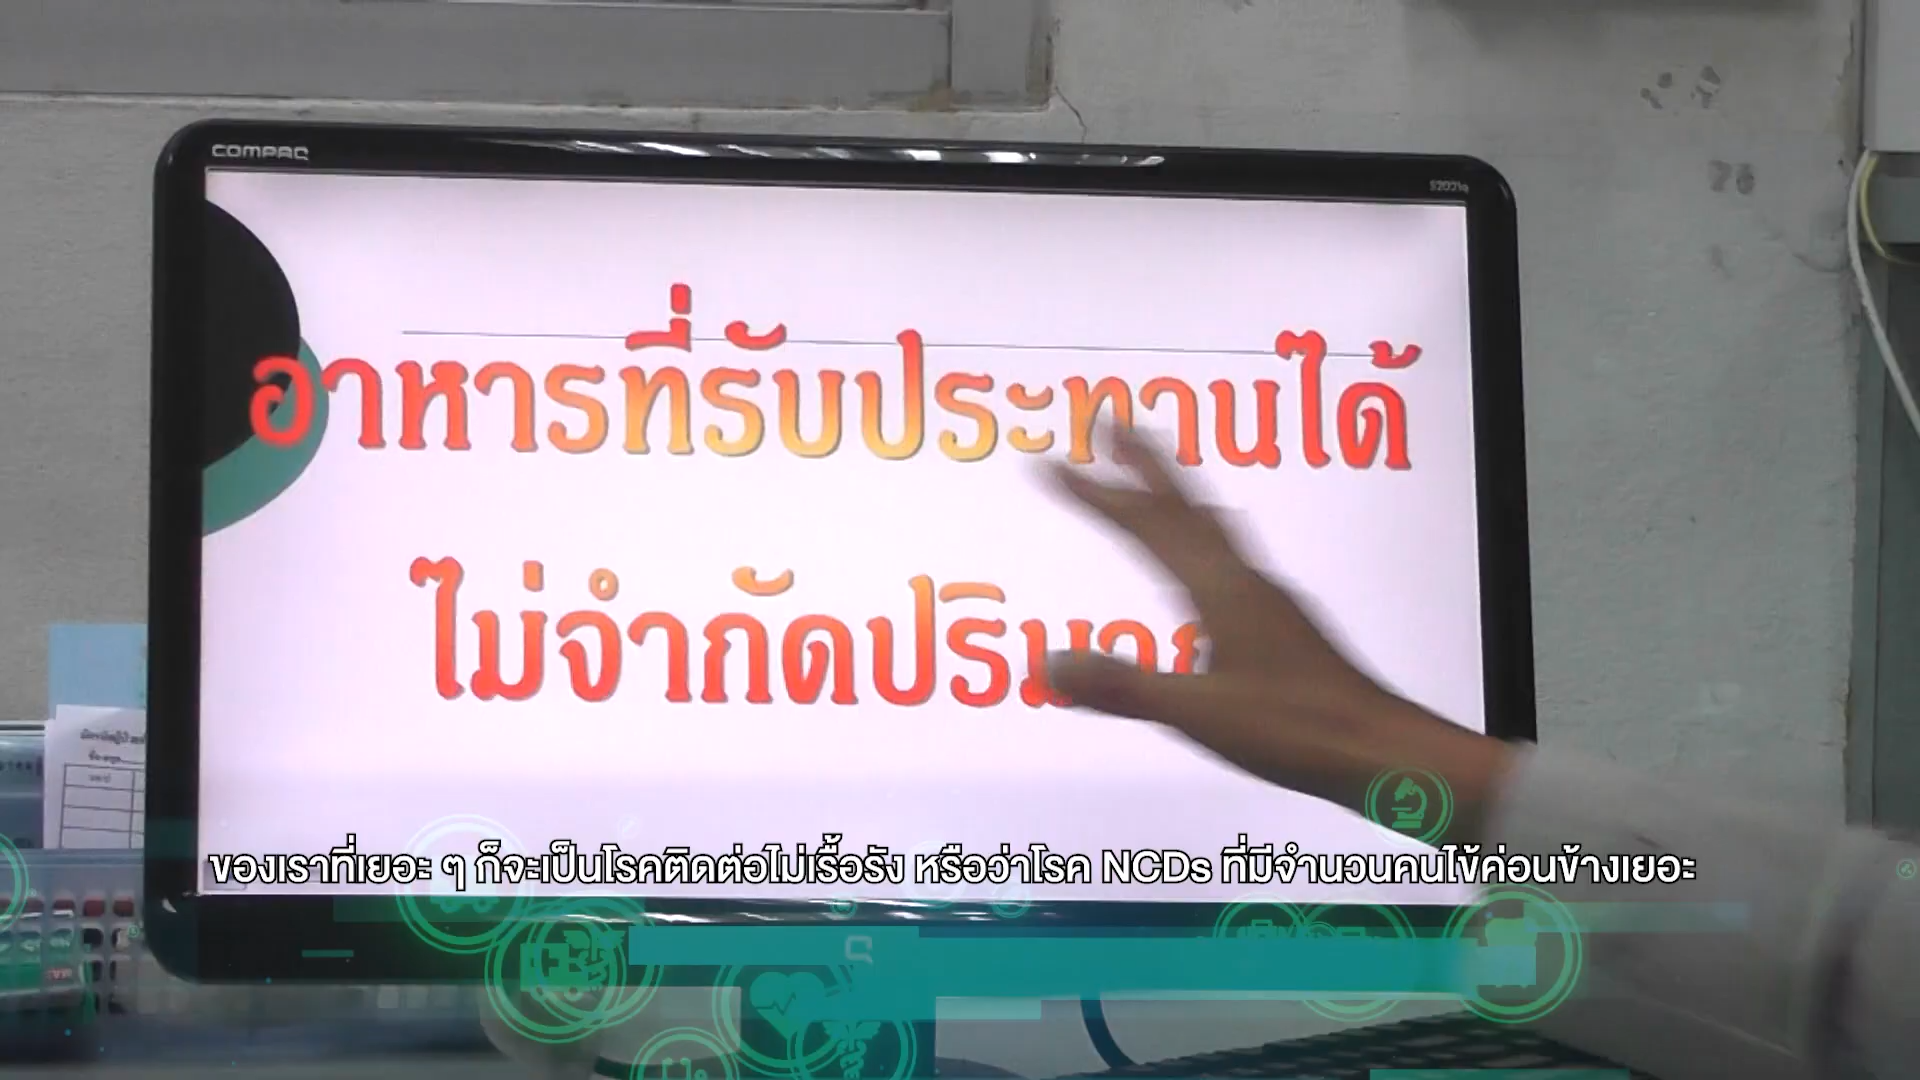 COMPAQ
S2021a
อาหารที่รับประทานได้
ไม่จำกัดปริมาณ
ของเราที่เยอะ ๆ ก็จะเป็นโรคติดต่อไม่เรื้อรัง หรือว่าโรค NCDs ที่มีจำนวนคนไข้ค่อนข้างเยอะ